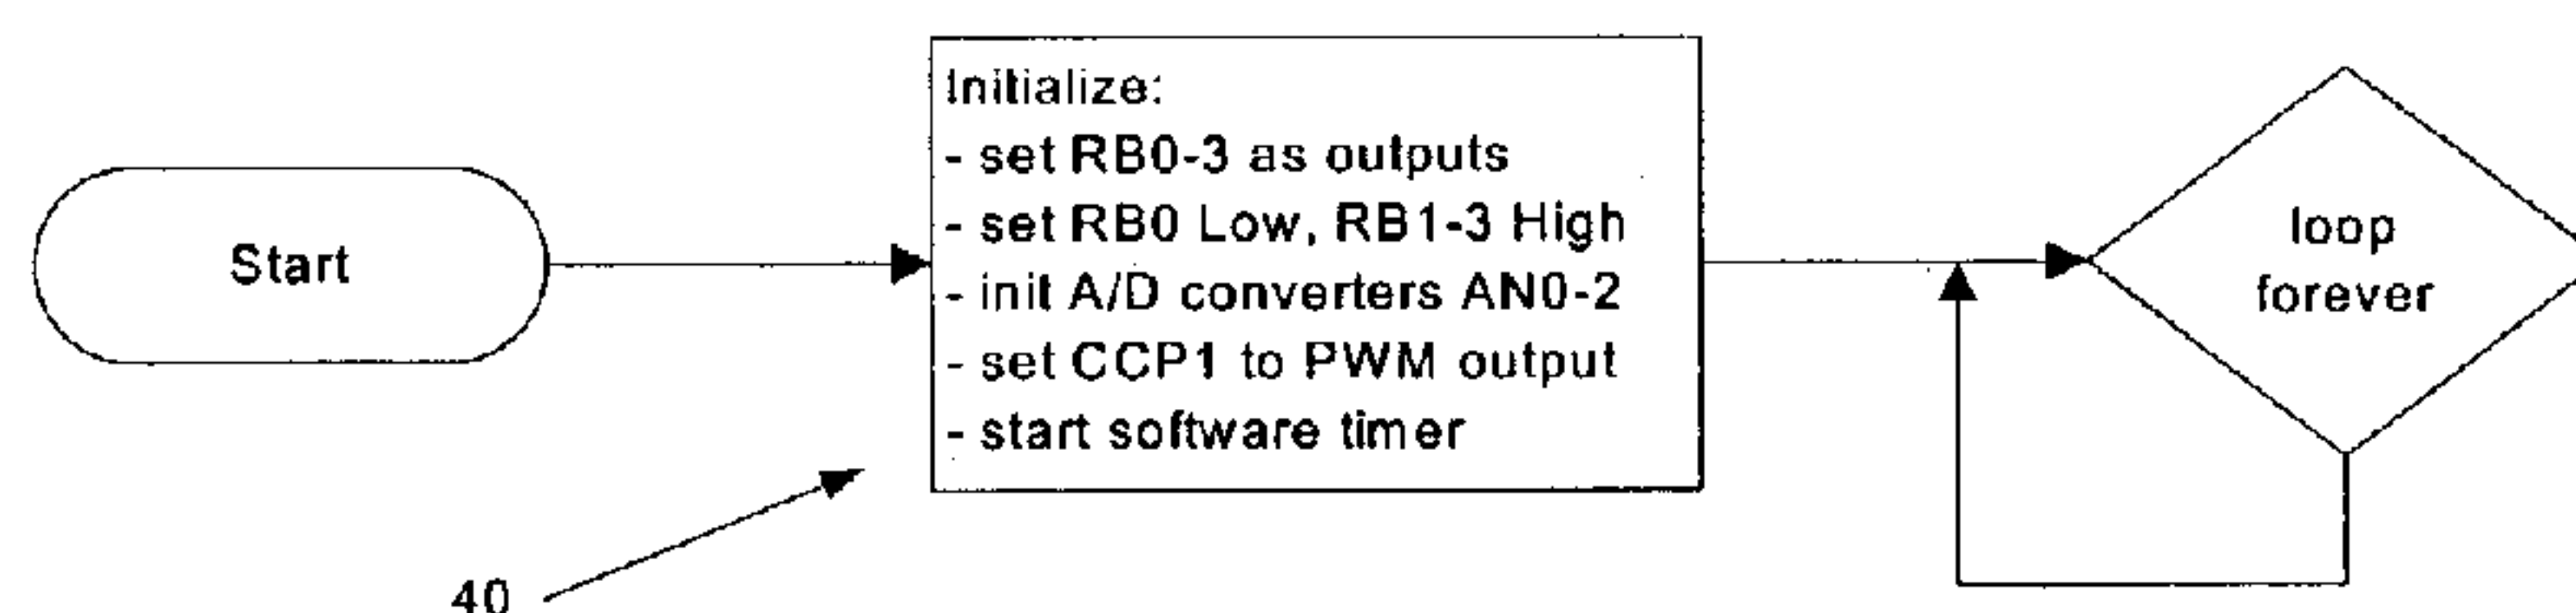 Start
Initialize:
- set RB0-3 as outputs
- set RB0 Low, RB1-3 High
- init A/D converters AN0-2
- set CCP1 to PWM output
- start software timer
loop
forever
40